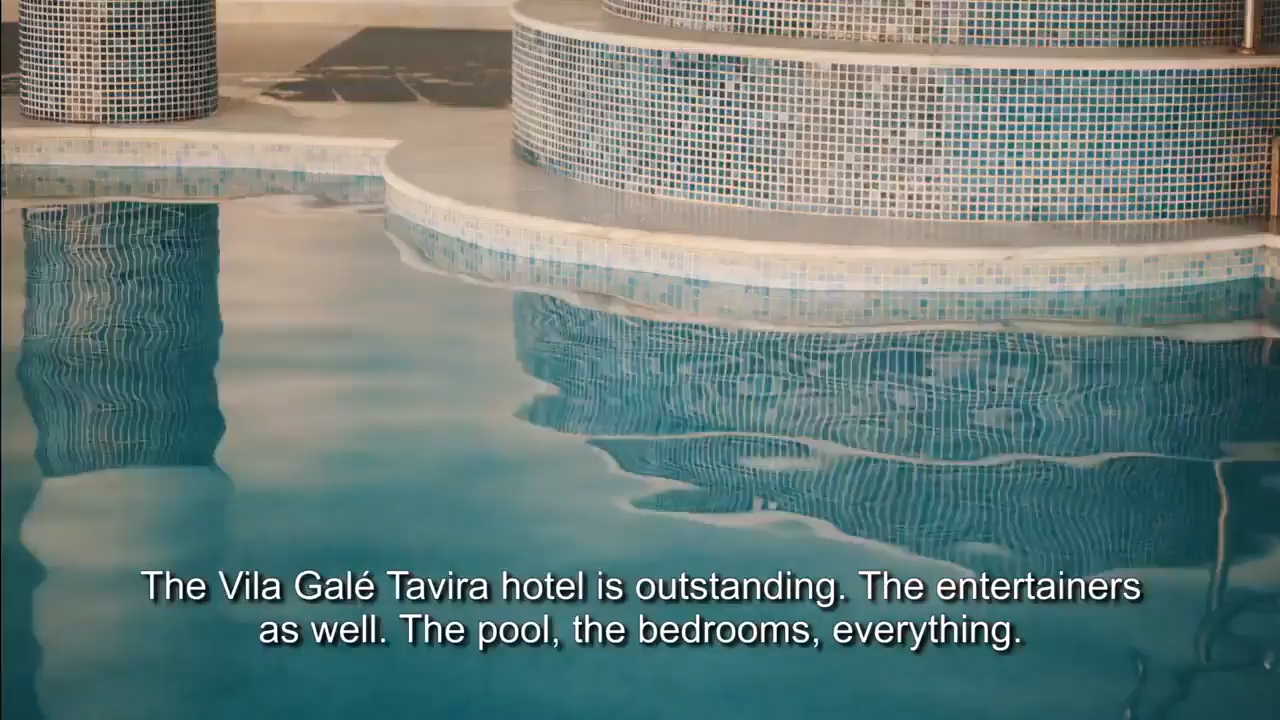 The Vila Galé Tavira hotel is outstanding. The entertainers
as well. The pool, the bedrooms, everything.